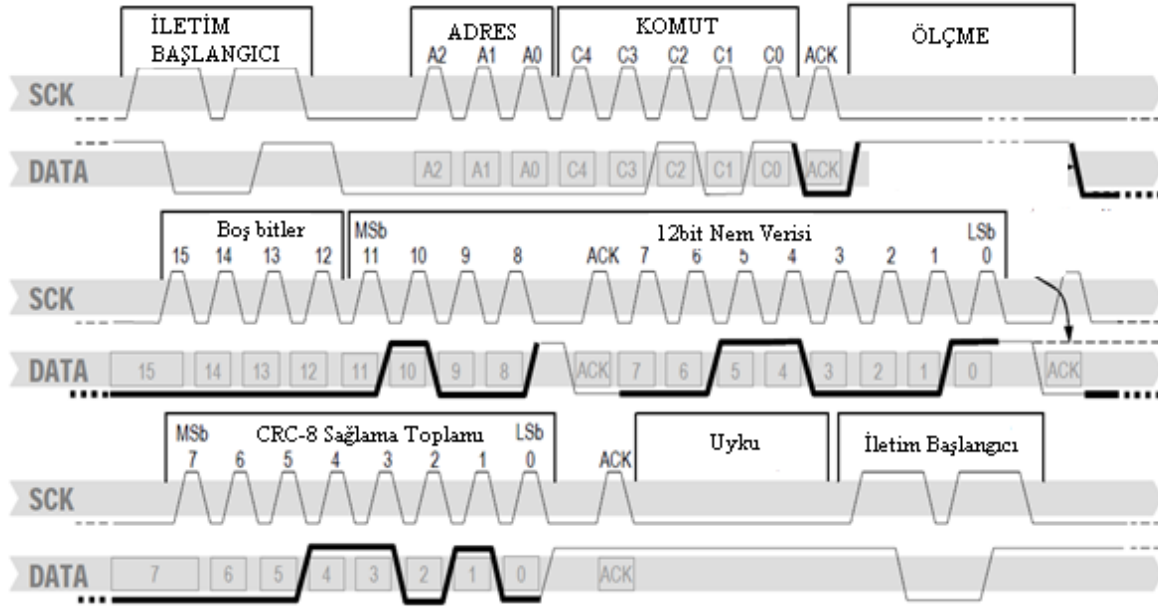 İLETİM BAŞLANGICI
ADRES
KOMUT
ÖLÇME
A2 A1 A0 C4 C3 C2 C1 C0 ACK
SCK
DATA
A2 A1 A0 C4 C3 C2 C1 C0 ACK
Boş bitler
MSb
12bit Nem Verisi
LSb
15 14 13 12 11 10 9 8 ACK 7 6 5 4 3 2 1 0
SCK
DATA
15 14 13 12 11 10 9 8 ACK 7 6 5 4 3 2 1 0 ACK
MSb
CRC-8 Sağlama Toplamı
LSb
Uyku
İletim Başlangıcı
7 6 5 4 3 2 1 0 ACK
SCK
DATA
7 6 5 4 3 2 1 0 ACK